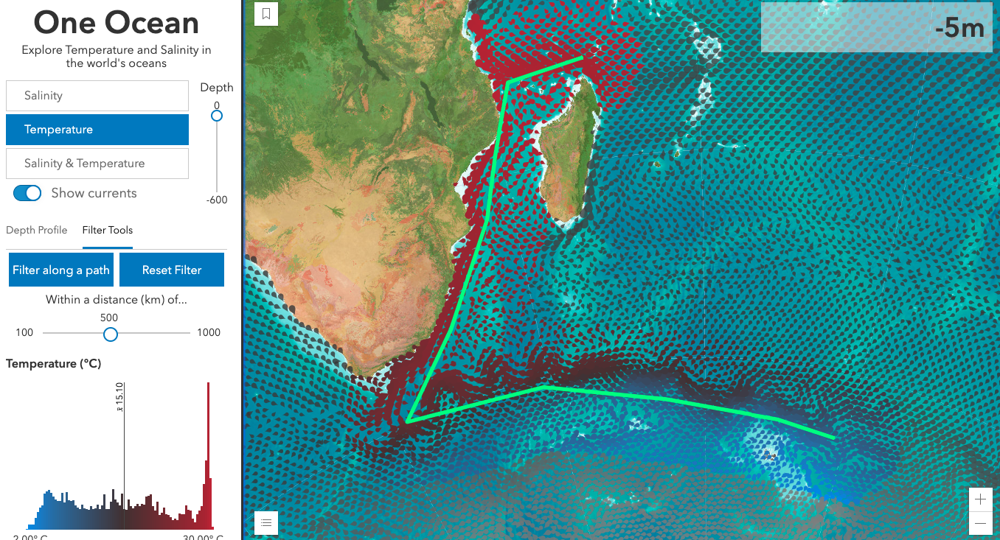 One Ocean
Explore Temperature and Salinity in
the world's oceans
Salinity
Temperature
Salinity & Temperature
Show currents
Depth
0
-600
Depth Profile
Filter Tools
Filter along a path
Reset Filter
Within a distance (km) of...
500
100
1000
Temperature (°C)
x̄ 15.10
2.00° C
30.00° C
-5m